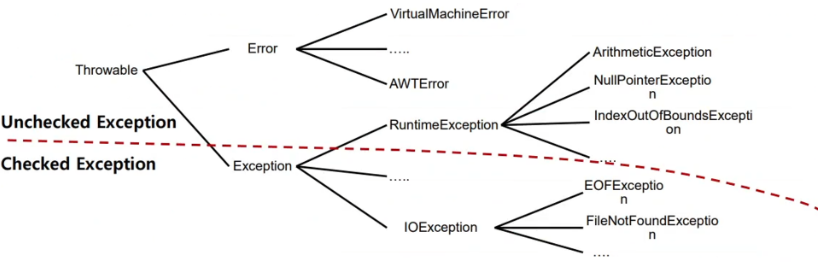 VirtualMachineError
Error
.....
ArithmeticException
Throwable
AWTError
NullPointerExceptio
n
Unchecked Exception
RuntimeException
IndexOutOfBoundsExcepti
on
....
Checked Exception
Exception
.....
EOFExceptio
n
IOException
FileNotFoundExceptio
n
....